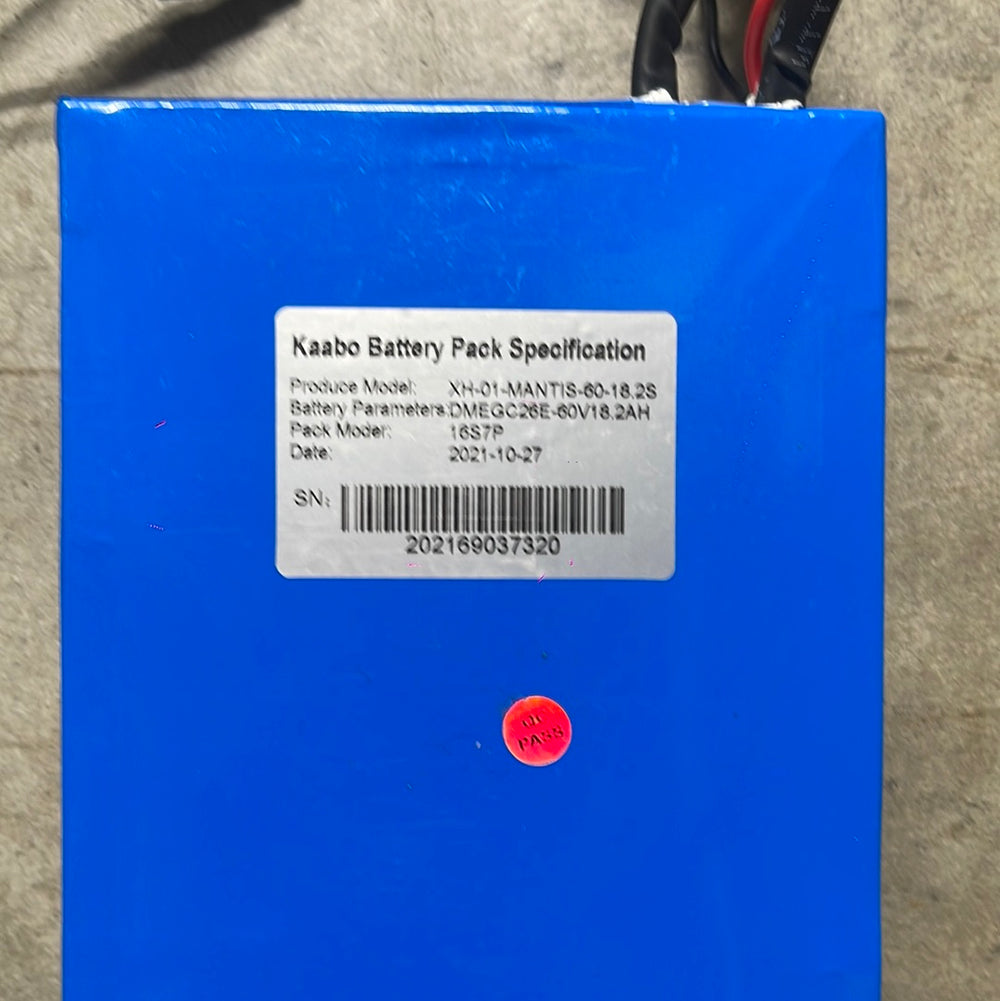 Kaabo Battery Pack Specification
Produce Model: XH-01-MANTIS-60-18.2S
Battery Parameters:DMEGC26E-60V18.2AH
Pack Model: 16S7P
Date: 2021-10-27
SN:
202169037320
PASS